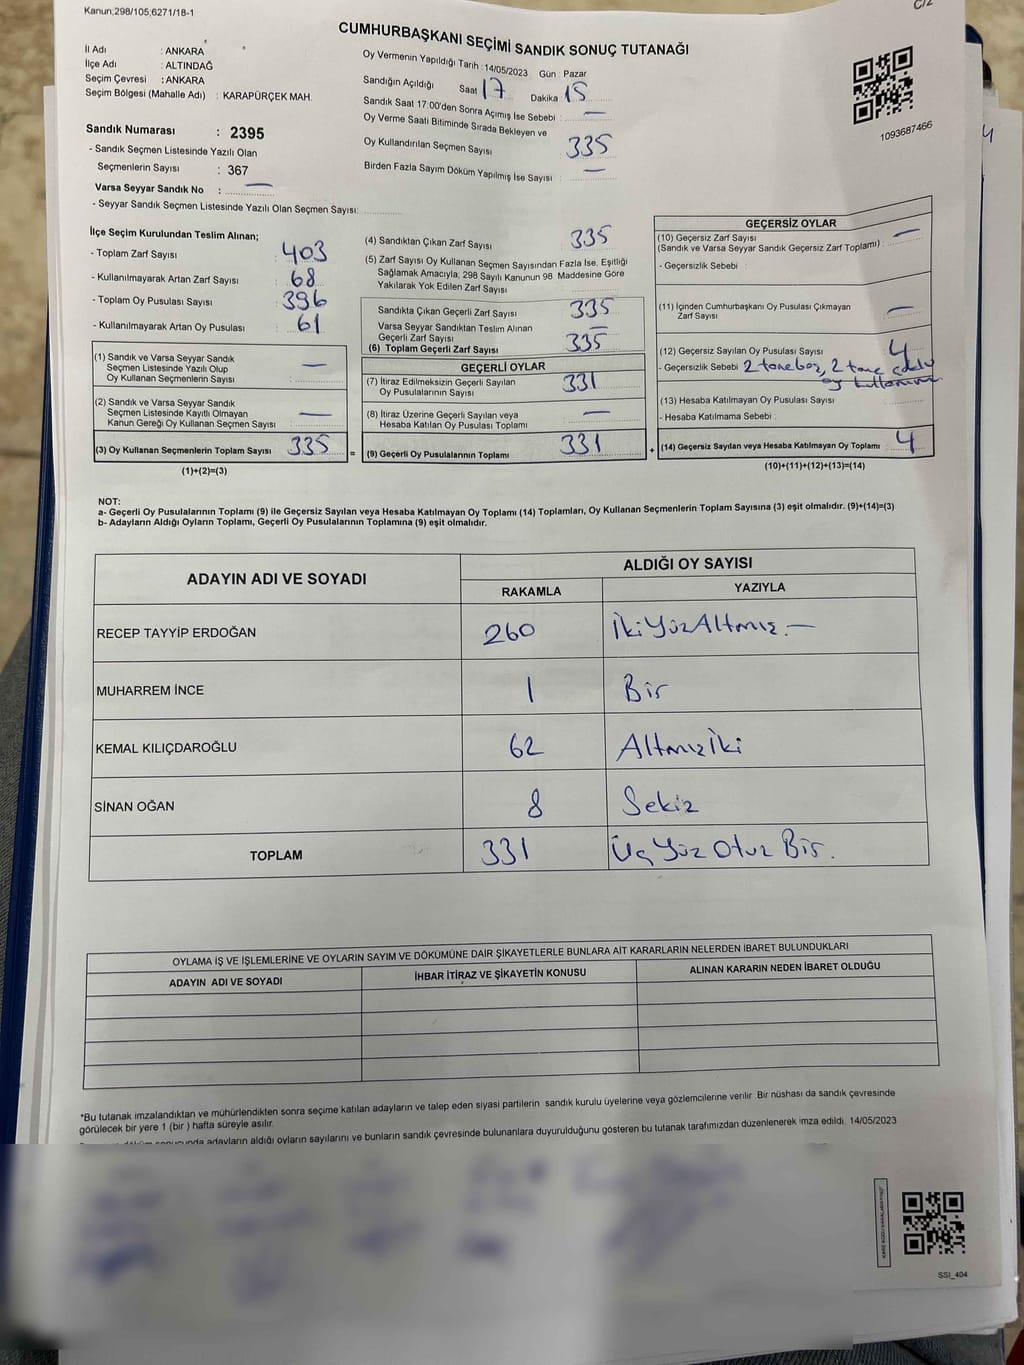 Kanun;298/105;6271/18-1
C/2
CUMHURBAŞKANI SEÇİMİ SANDIK SONUÇ TUTANAĞI
İl Adı : ANKARA
İlçe Adı : ALTINDAĞ
Seçim Çevresi : ANKARA
Seçim Bölgesi (Mahalle Adı) : KARAPÜRÇEK MAH.
Oy Vermenin Yapıldığı Tarih :14/05/2023 Gün : Pazar
Sandığın Açıldığı Saat 17 Dakika 15
Sandık Saat 17:00'den Sonra Açımış İse Sebebi : —
Oy Verme Saati Bitiminde Sırada Bekleyen ve
Oy Kullandırılan Seçmen Sayısı 335
Birden Fazla Sayım Döküm Yapılmış İse Sayısı : —
1093687466
4
Sandık Numarası : 2395
- Sandık Seçmen Listesinde Yazılı Olan
Seçmenlerin Sayısı : 367
Varsa Seyyar Sandık No : —
- Seyyar Sandık Seçmen Listesinde Yazılı Olan Seçmen Sayısı:
İlçe Seçim Kurulundan Teslim Alınan;
- Toplam Zarf Sayısı : 403
- Kullanılmayarak Artan Zarf Sayısı : 68
- Toplam Oy Pusulası Sayısı : 396
- Kullanılmayarak Artan Oy Pusulası : 61
(1) Sandık ve Varsa Seyyar Sandık
Seçmen Listesinde Yazılı Olup
Oy Kullanan Seçmenlerin Sayısı : —
(2) Sandık ve Varsa Seyyar Sandık
Seçmen Listesinde Kayıtlı Olmayan
Kanun Gereği Oy Kullanan Seçmen Sayısı : —
(3) Oy Kullanan Seçmenlerin Toplam Sayısı 335 =
(1)+(2)=(3)
(4) Sandıktan Çıkan Zarf Sayısı 335
(5) Zarf Sayısı Oy Kullanan Seçmen Sayısından Fazla İse, Eşitliği
Sağlamak Amacıyla; 298 Sayılı Kanunun 98. Maddesine Göre
Yakılarak Yok Edilen Zarf Sayısı
Sandıkta Çıkan Geçerli Zarf Sayısı 335
Varsa Seyyar Sandıktan Teslim Alınan
Geçerli Zarf Sayısı —
(6) Toplam Geçerli Zarf Sayısı 335
GEÇERLİ OYLAR
(7) İtiraz Edilmeksizin Geçerli Sayılan
Oy Pusulalarının Sayısı 331
(8) İtiraz Üzerine Geçerli Sayılan veya
Hesaba Katılan Oy Pusulası Toplamı —
(9) Geçerli Oy Pusulalarının Toplamı 331 +
GEÇERSİZ OYLAR
(10) Geçersiz Zarf Sayısı —
(Sandık ve Varsa Seyyar Sandık Geçersiz Zarf Toplamı) :
- Geçersizlik Sebebi :
(11) İçinden Cumhurbaşkanı Oy Pusulası Çıkmayan
Zarf Sayısı —
(12) Geçersiz Sayılan Oy Pusulası Sayısı 4
- Geçersizlik Sebebi 2 tane boş, 2 tane çoklu
oy kullanımı
(13) Hesaba Katılmayan Oy Pusulası Sayısı
- Hesaba Katılmama Sebebi :
(14) Geçersiz Sayılan veya Hesaba Katılmayan Oy Toplamı 4
(10)+(11)+(12)+(13)=(14)
NOT:
a- Geçerli Oy Pusulalarının Toplamı (9) ile Geçersiz Sayılan veya Hesaba Katılmayan Oy Toplamı (14) Toplamları, Oy Kullanan Seçmenlerin Toplam Sayısına (3) eşit olmalıdır. (9)+(14)=(3)
b- Adayların Aldığı Oyların Toplamı, Geçerli Oy Pusulalarının Toplamına (9) eşit olmalıdır.
ADAYIN ADI VE SOYADI
ALDIĞI OY SAYISI
RAKAMLA YAZIYLA
RECEP TAYYİP ERDOĞAN 260 İkiYüzAltmış.—
MUHARREM İNCE 1 Bir
KEMAL KILIÇDAROĞLU 62 Altmışİki
SİNAN OĞAN 8 Sekiz
TOPLAM 331 Üç Yüz Otuz Bir.
OYLAMA İŞ VE İŞLEMLERİNE VE OYLARIN SAYIM VE DÖKÜMÜNE DAİR ŞİKAYETLERLE BUNLARA AİT KARARLARIN NELERDEN İBARET BULUNDUKLARI
ADAYIN ADI VE SOYADI İHBAR İTİRAZ VE ŞİKAYETİN KONUSU ALINAN KARARIN NEDEN İBARET OLDUĞU
*Bu tutanak imzalandıktan ve mühürlendikten sonra seçime katılan adayların ve talep eden siyasi partilerin sandık kurulu üyelerine veya gözlemcilerine verilir. Bir nüshası da sandık çevresinde
görülecek bir yere 1 (bir ) hafta süreyle asılır.
adayların aldığı oyların sayılarını ve bunların sandık çevresinde bulunanlara duyurulduğunu gösteren bu tutanak tarafımızdan düzenlenerek imza edildi. 14/05/2023
SSI_404